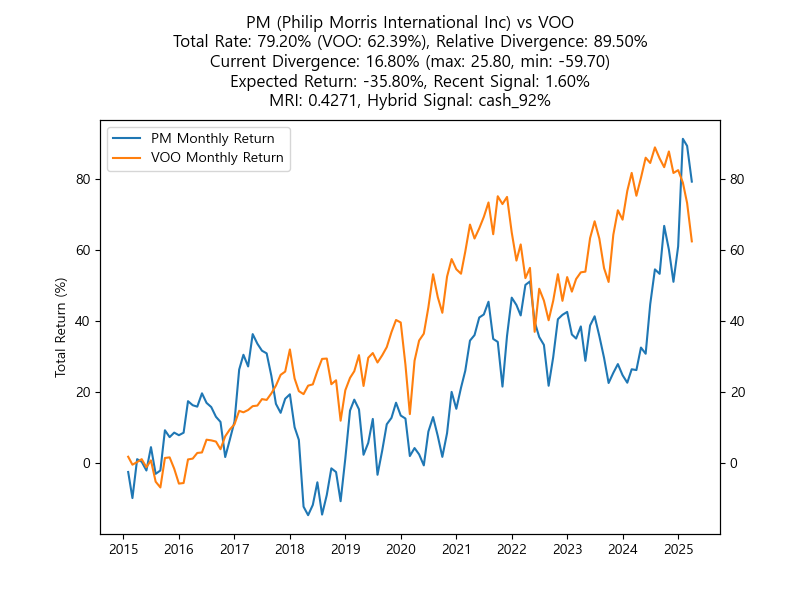 PM (Philip Morris International Inc) vs VOO
Total Rate: 79.20% (VOO: 62.39%), Relative Divergence: 89.50%
Current Divergence: 16.80% (max: 25.80, min: -59.70)
Expected Return: -35.80%, Recent Signal: 1.60%
MRI: 0.4271, Hybrid Signal: cash_92%
PM Monthly Return
VOO Monthly Return
Total Return (%)
80
60
40
20
0
80
60
40
20
0
2015 2016 2017 2018 2019 2020 2021 2022 2023 2024 2025